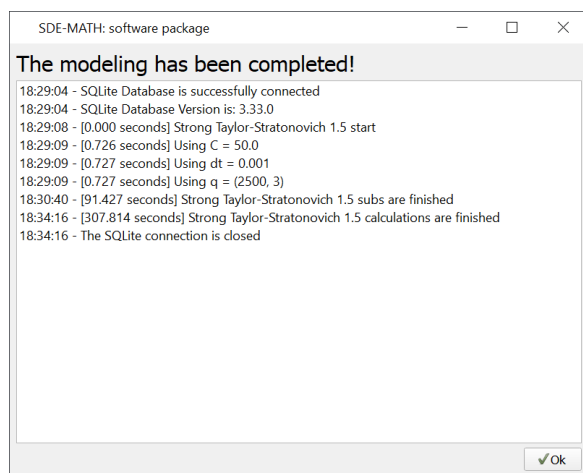 SDE-MATH: software package
The modeling has been completed!
18:29:04 - SQLite Database is successfully connected
18:29:04 - SQLite Database Version is: 3.33.0
18:29:08 - [0.000 seconds] Strong Taylor-Stratonovich 1.5 start
18:29:09 - [0.726 seconds] Using C = 50.0
18:29:09 - [0.727 seconds] Using dt = 0.001
18:29:09 - [0.727 seconds] Using q = (2500, 3)
18:30:40 - [91.427 seconds] Strong Taylor-Stratonovich 1.5 subs are finished
18:34:16 - [307.814 seconds] Strong Taylor-Stratonovich 1.5 calculations are finished
18:34:16 - The SQLite connection is closed
Ok